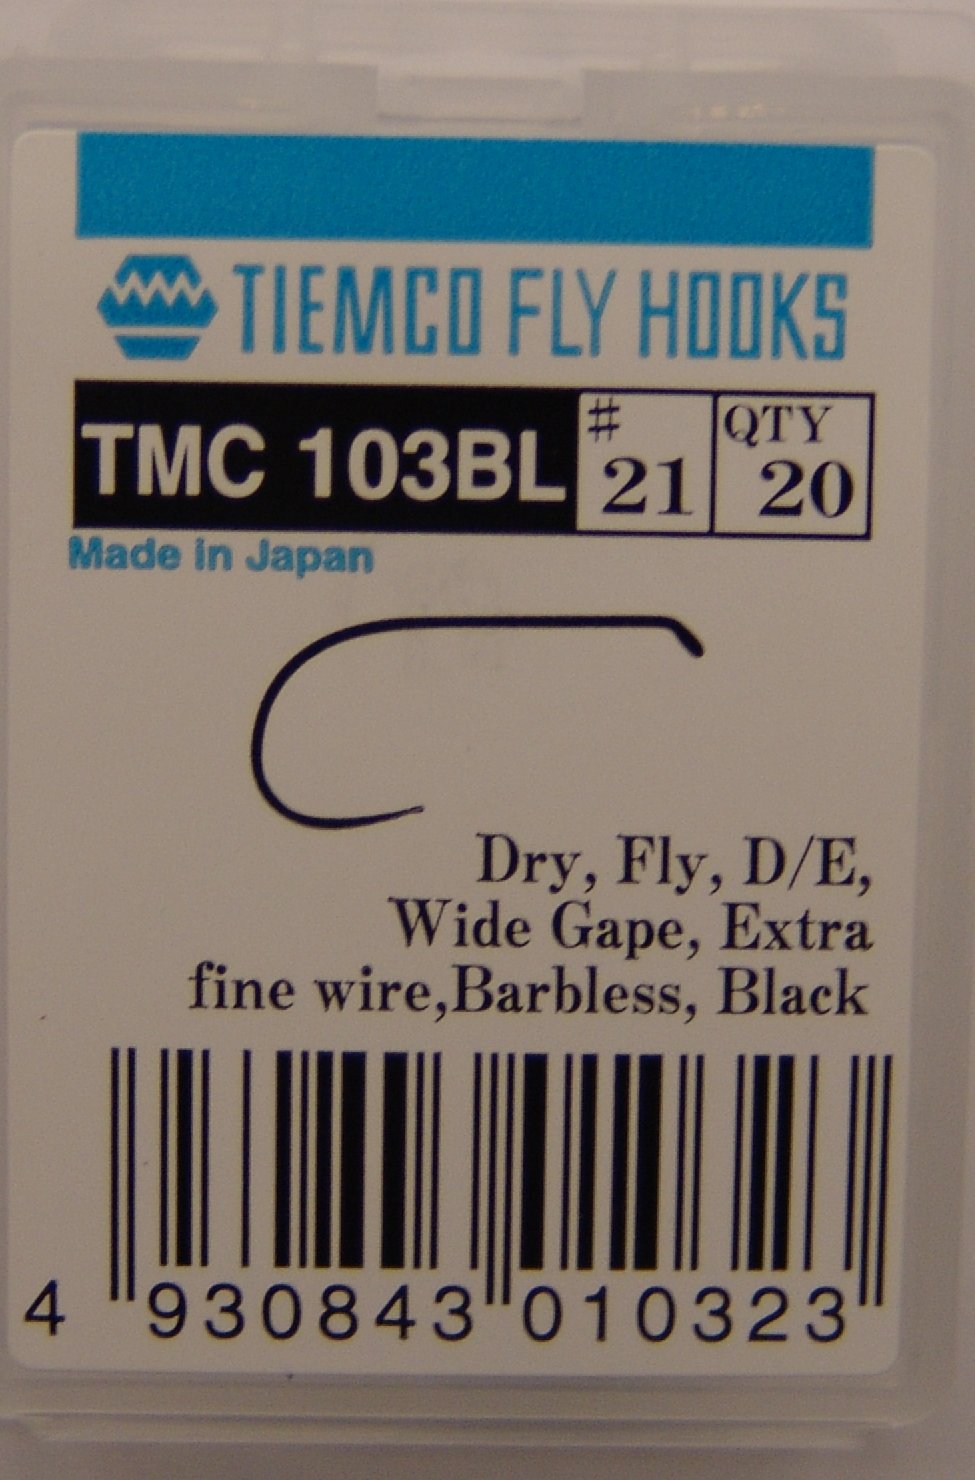 TIEMCO FLY HOOKS
TMC 103BL # 21 QTY 20
Made in Japan
Dry, Fly, D/E,
Wide Gape, Extra
fine wire,Barbless, Black
4 930843 010323